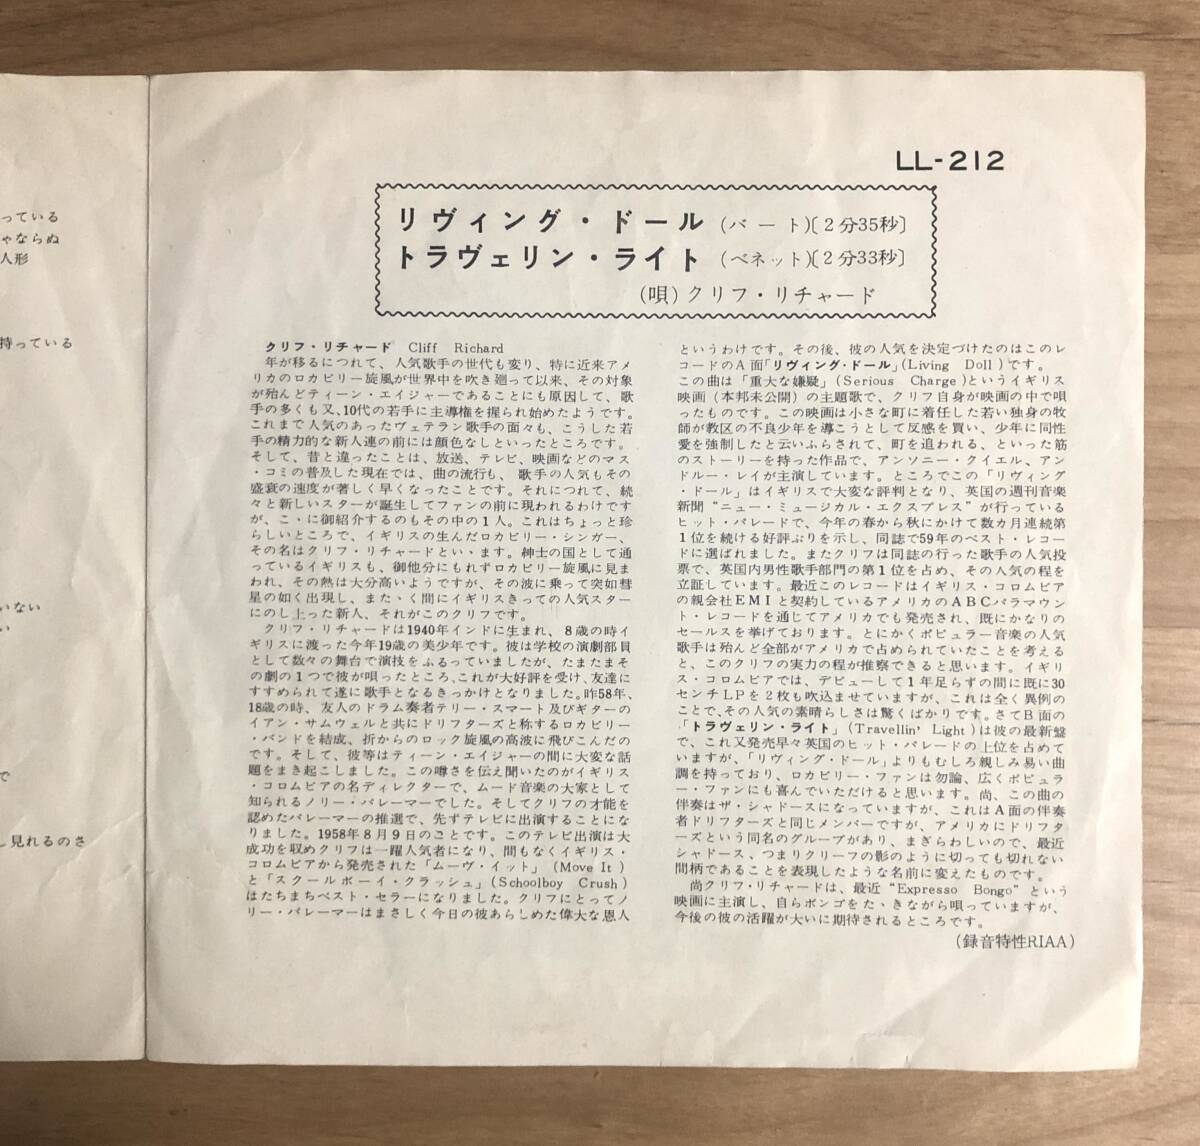 っている
ゃならぬ
人形
持っている
いない
い
で
し見れるのさ
LL-212
リヴィング・ドール (バート)〔2分35秒〕
トラヴェリン・ライト (ベネット)〔2分33秒〕
(唄)クリフ・リチャード
クリフ・リチャード Cliff Richard
年が移るにつれて、人気歌手の世代も変り、特に近来アメ
リカのロカビリー旋風が世界中を吹き廻って以来、その対象
が殆んどティーン・エイジャーであることにも原因して、歌
手の多くも又、10代の若手に主導権を握られ始めたようです。
これまで人気のあったヴェテラン歌手の面々も、こうした若
手の精力的な新人連の前には顔色なしといったところです。
そして、昔と違ったことは、放送、テレビ、映画などのマス
・コミの普及した現在では、曲の流行も、歌手の人気もその
盛衰の速度が著しく早くなったことです。それにつれて、続
々と新しいスターが誕生してファンの前に現われるわけです
が、こゝに御紹介するのもその中の1人。これはちょっと珍
らしいところで、イギリスの生んだロカビリー・シンガー、
その名はクリフ・リチャードといゝます。紳士の国として通
っているイギリスも、御他分にもれずロカビリー旋風に見ま
われ、その熱は大分高いようですが、その波に乗って突如彗
星の如く出現し、またゝく間にイギリスきっての人気スター
にのし上った新人、それがこのクリフです。
クリフ・リチャードは1940年インドに生まれ、8歳の時イ
ギリスに渡った今年19歳の美少年です。彼は学校の演劇部員
として数々の舞台で演技をふるっていましたが、たまたまそ
の劇の1つで彼が唄ったところ、これが大好評を受け、友達に
すすめられて遂に歌手となるきっかけとなりました。昨58年、
18歳の時、友人のドラム奏者テリー・スマート及びギターの
イアン・サムウェルと共にドリフターズと称するロカビリー
・バンドを結成、折からのロック旋風の高波に飛びこんだの
です。そして、彼等はティーン・エイジャーの間に大変な話
題をまき起こしました。この噂さを伝え聞いたのがイギリス
・コロムビアの名ディレクターで、ムード音楽の大家として
知られるノリー・パレーマーでした。そしてクリフの才能を
認めたパレーマーの推選で、先ずテレビに出演することにな
りました。1958年8月9日のことです。このテレビ出演は大
成功を収めクリフは一躍人気者になり、間もなくイギリス・
コロムビアから発売された「ムーヴ・イット」(Move It)
と「スクールボーイ・クラッシュ」(Schoolboy Crush)
はたちまちベスト・セラーになりました。クリフにとってノ
リー・パレーマーはまさしく今日の彼あらしめた偉大な恩人
というわけです。その後、彼の人気を決定づけたのはこのレ
コードのA面「リヴィング・ドール」(Living Doll)です。
この曲は「重大な嫌疑」(Serious Charge)というイギリス
映画(本邦未公開)の主題歌で、クリフ自身が映画の中で唄
ったものです。この映画は小さな町に着任した若い独身の牧
師が教区の不良少年を導こうとして反感を買い、少年に同性
愛を強制したと云いふらされて、町を追われる、といった筋
のストーリーを持った作品で、アンソニー・クイエル、アン
ドルー・レイが主演しています。ところでこの「リヴィング
・ドール」はイギリスで大変な評判となり、英国の週刊音楽
新聞“ニュー・ミュージカル・エクスプレス”が行っている
ヒット・パレードで、今年の春から秋にかけて数カ月連続第
1位を続ける好評ぶりを示し、同誌で59年のベスト・レコー
ドに選ばれました。またクリフは同誌の行った歌手の人気投
票で、英国内男性歌手部門の第1位を占め、その人気の程を
立証しています。最近このレコードはイギリス・コロムビア
の親会社EMIと契約しているアメリカのABCパラマウン
ト・レコードを通じてアメリカでも発売され、既にかなりの
セールスを挙げております。とにかくポピュラー音楽の人気
歌手は殆んど全部がアメリカで占められていたことを考える
と、このクリフの実力の程が推察できると思います。イギリ
ス・コロムビアでは、デビューして1年足らずの間に既に30
センチLPを2枚も吹込ませていますが、これは全く異例の
ことで、その人気の素晴らしさは驚くばかりです。さてB面の
「トラヴェリン・ライト」(Travellin' Light)は彼の最新盤
で、これ又発売早々英国のヒット・パレードの上位を占めて
いますが、「リヴィング・ドール」よりもむしろ親しみ易い曲
調を持っており、ロカビリー・ファンは勿論、広くポピュラ
ー・ファンにも喜んでいただけると思います。尚、この曲の
伴奏はザ・シャドースになっていますが、これはA面の伴奏
者ドリフターズと同じメンバーですが、アメリカにドリフタ
ーズという同名のグループがあり、まぎらわしいので、最近
シャドース、つまりクリーフの影のように切っても切れない
間柄であることを表現したような名前に変えたものです。
尚クリフ・リチャードは、最近“Expresso Bongo”という
映画に主演し、自らボンゴをたゝきながら唄っていますが、
今後の彼の活躍が大いに期待されるところです。
(録音特性RIAA)